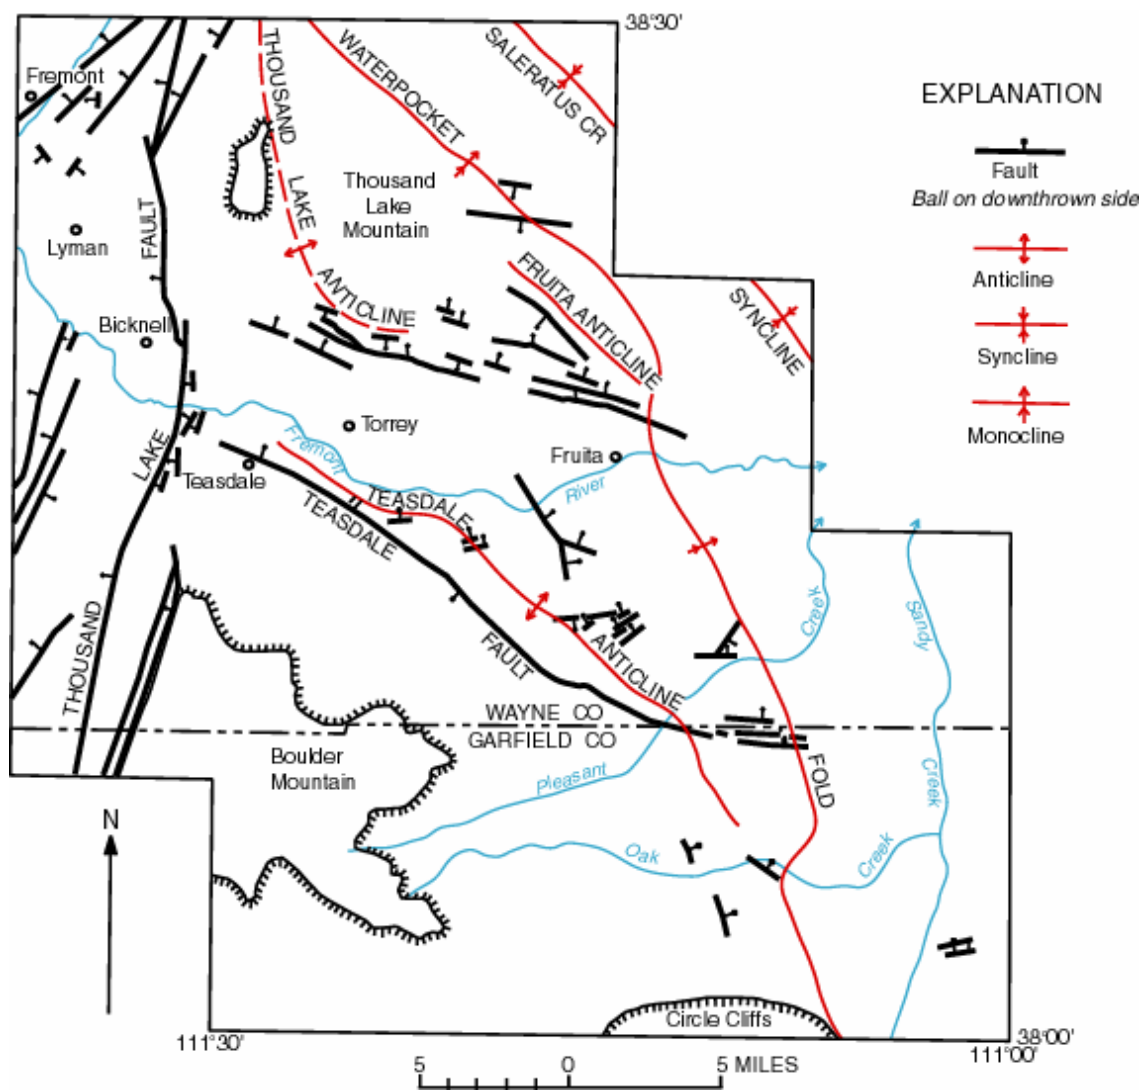 38°30'
EXPLANATION
Fault
Ball on downthrown side
Anticline
Syncline
Monocline
Fremont
Lyman
Bicknell
FAULT
LAKE
THOUSAND
THOUSAND
LAKE
ANTICLINE
WATERPOCKET
SALERATUS CR
SYNCLINE
Thousand
Lake
Mountain
FRUITA ANTICLINE
Torrey
Teasdale
Fruita
Fremont
River
TEASDALE
ANTICLINE
TEASDALE
FAULT
Creek
Sandy
Creek
WAYNE CO
GARFIELD CO
FOLD
Boulder
Mountain
Pleasant
Oak
Creek
N
Circle Cliffs
111°30'
38°00'
111°00'
5
0
5 MILES